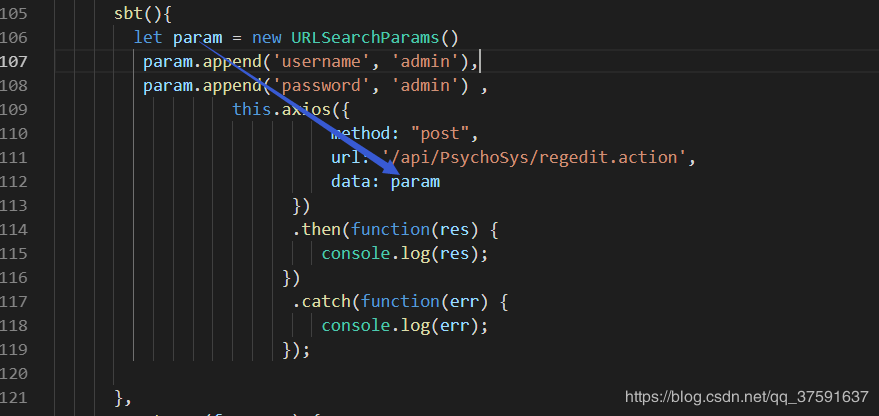 105 sbt(){
106 let param = new URLSearchParams()
107 param.append('username', 'admin'),
108 param.append('password', 'admin') ,
109 this.axios({
110 method: "post",
111 url: '/api/PsychoSys/regedit.action',
112 data: param
113 })
114 .then(function(res) {
115 console.log(res);
116 })
117 .catch(function(err) {
118 console.log(err);
119 });
120
121 },
https://blog.csdn.net/qq_37591637